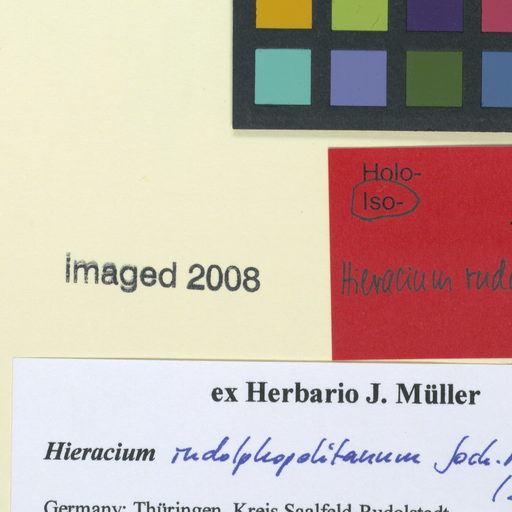 Holo-
Iso-
Hieracium
imaged 2008
ex Herbario J. Müller
Hieracium rudolphopolitanum
Germany: Thüringen, Kreis Saalfeld-Rudolstadt